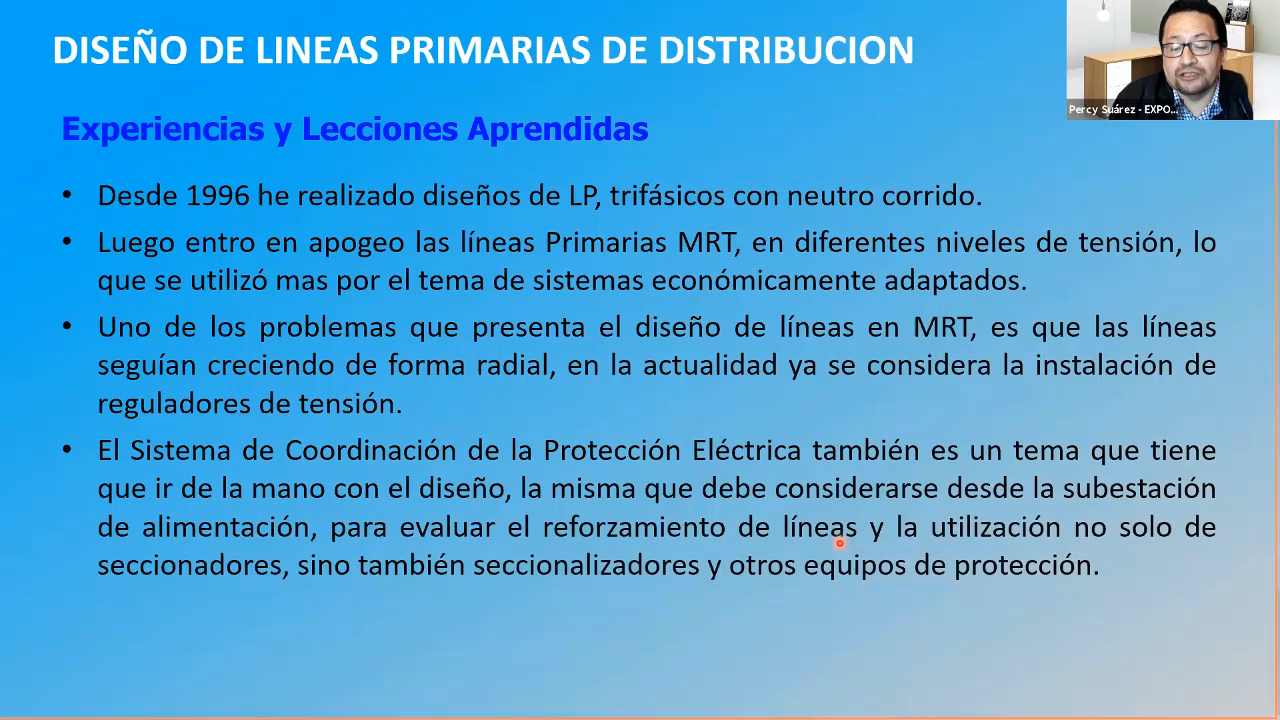 DISEÑO DE LINEAS PRIMARIAS DE DISTRIBUCION
Percy Suárez - EXPO...
Experiencias y Lecciones Aprendidas
• Desde 1996 he realizado diseños de LP, trifásicos con neutro corrido.
• Luego entro en apogeo las líneas Primarias MRT, en diferentes niveles de tensión, lo
que se utilizó mas por el tema de sistemas económicamente adaptados.
• Uno de los problemas que presenta el diseño de líneas en MRT, es que las líneas
seguían creciendo de forma radial, en la actualidad ya se considera la instalación de
reguladores de tensión.
• El Sistema de Coordinación de la Protección Eléctrica también es un tema que tiene
que ir de la mano con el diseño, la misma que debe considerarse desde la subestación
de alimentación, para evaluar el reforzamiento de líneas y la utilización no solo de
seccionadores, sino también seccionalizadores y otros equipos de protección.